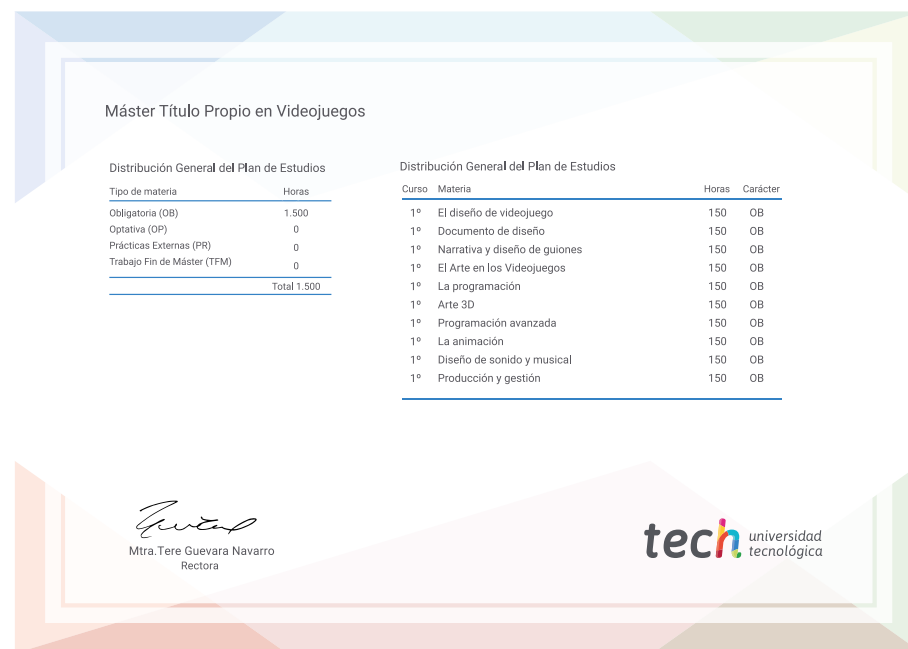 Máster Título Propio en Videojuegos
Distribución General del Plan de Estudios
Tipo de materia Horas
Obligatoria (OB) 1.500
Optativa (OP) 0
Prácticas Externas (PR) 0
Trabajo Fin de Máster (TFM) 0
Total 1.500
Distribución General del Plan de Estudios
Curso Materia Horas Carácter
1º El diseño de videojuego 150 OB
1º Documento de diseño 150 OB
1º Narrativa y diseño de guiones 150 OB
1º El Arte en los Videojuegos 150 OB
1º La programación 150 OB
1º Arte 3D 150 OB
1º Programación avanzada 150 OB
1º La animación 150 OB
1º Diseño de sonido y musical 150 OB
1º Producción y gestión 150 OB
Mtra.Tere Guevara Navarro
Rectora
tech universidad
tecnológica